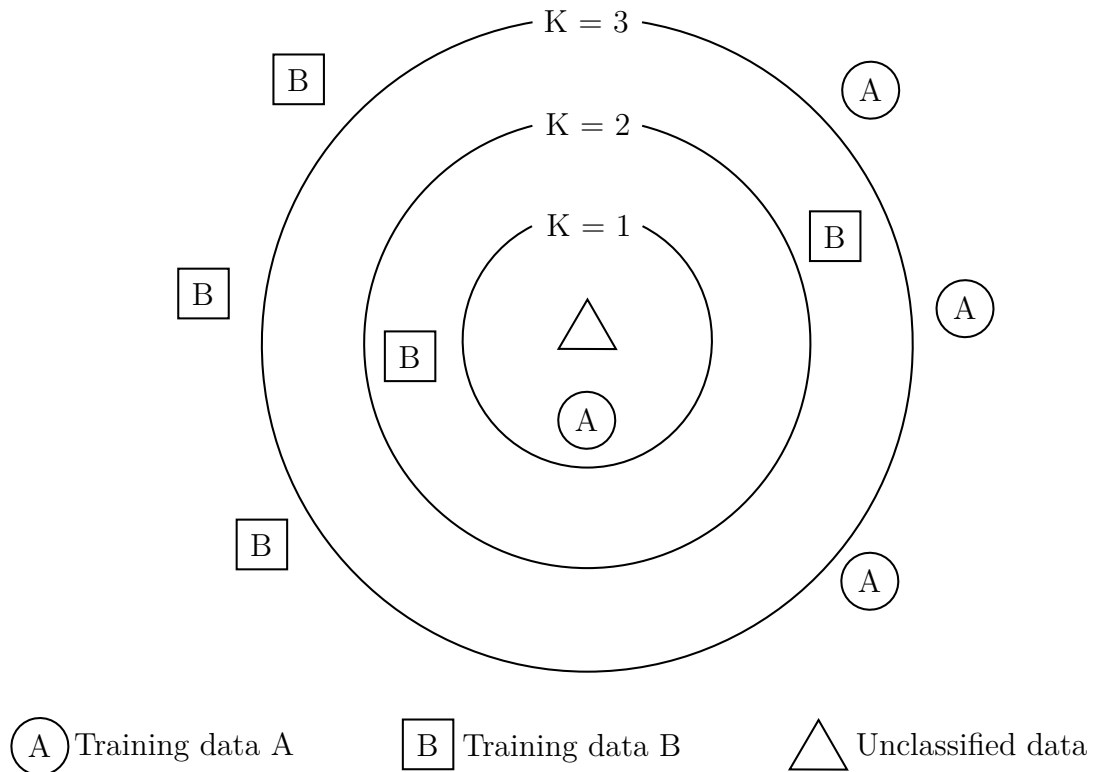 K = 3
B
A
K = 2
K = 1
B
B
A
B
A
B
A
A Training data A
B Training data B
Unclassified data